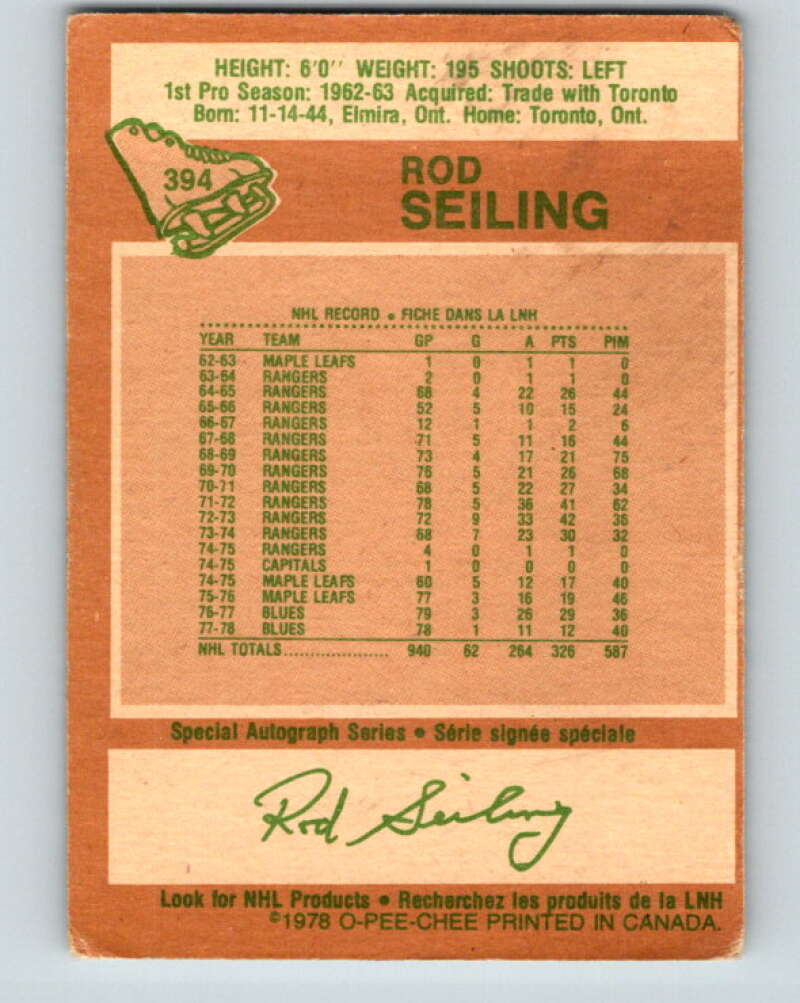 HEIGHT: 6'0'' WEIGHT: 195 SHOOTS: LEFT
1st Pro Season: 1962-63 Acquired: Trade with Toronto
Born: 11-14-44, Elmira, Ont. Home: Toronto, Ont.
394
ROD
SEILING
NHL RECORD • FICHE DANS LA LNH
YEAR TEAM GP G A PTS PIM
62-63 MAPLE LEAFS 1 0 1 1 0
63-64 RANGERS 2 0 1 1 0
64-65 RANGERS 68 4 22 26 44
65-66 RANGERS 52 5 10 15 24
66-67 RANGERS 12 1 1 2 6
67-68 RANGERS 71 5 11 16 44
68-69 RANGERS 73 4 17 21 75
69-70 RANGERS 76 5 21 26 68
70-71 RANGERS 68 5 22 27 34
71-72 RANGERS 78 5 36 41 62
72-73 RANGERS 72 9 33 42 36
73-74 RANGERS 68 7 23 30 32
74-75 RANGERS 4 0 1 1 0
74-75 CAPITALS 1 0 0 0 0
74-75 MAPLE LEAFS 60 5 12 17 40
75-76 MAPLE LEAFS 77 3 16 19 46
76-77 BLUES 79 3 26 29 36
77-78 BLUES 78 1 11 12 40
NHL TOTALS.................... 940 62 264 326 587
Special Autograph Series • Série signée spéciale
Rod Seiling
Look for NHL Products • Recherchez les produits de la LNH
©1978 O-PEE-CHEE PRINTED IN CANADA.